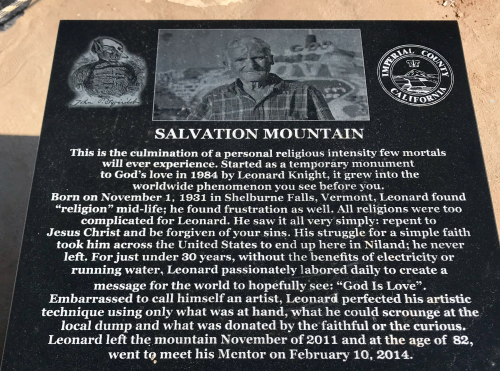 IMPERIAL COUNTY
CALIFORNIA
SALVATION MOUNTAIN
This is the culmination of a personal religious intensity few mortals
will ever experience. Started as a temporary monument
to God's love in 1984 by Leonard Knight, it grew into
the worldwide phenomenon you see before you.
Born on November 1, 1931 in Shelburne Falls, Vermont, Leonard found
"religion" mid-life; he found frustration as well. All religions were too
complicated for Leonard. He saw it all very simply: repent to
Jesus Christ and be forgiven of your sins. His struggle for a simple faith
took him across the United States to end up here in Niland; he never
left. For just under 30 years, without the benefits of electricity or
running water, Leonard passionately labored daily to create a
message for the world to hopefully see: "God Is Love".
Embarrassed to call himself an artist, Leonard perfected his artistic
technique using only what was at hand, what he could scrounge at the
local dump and what was donated by the faithful or the curious.
Leonard left the mountain November of 2011 and at the age of 82,
went to meet his Mentor on February 10, 2014.